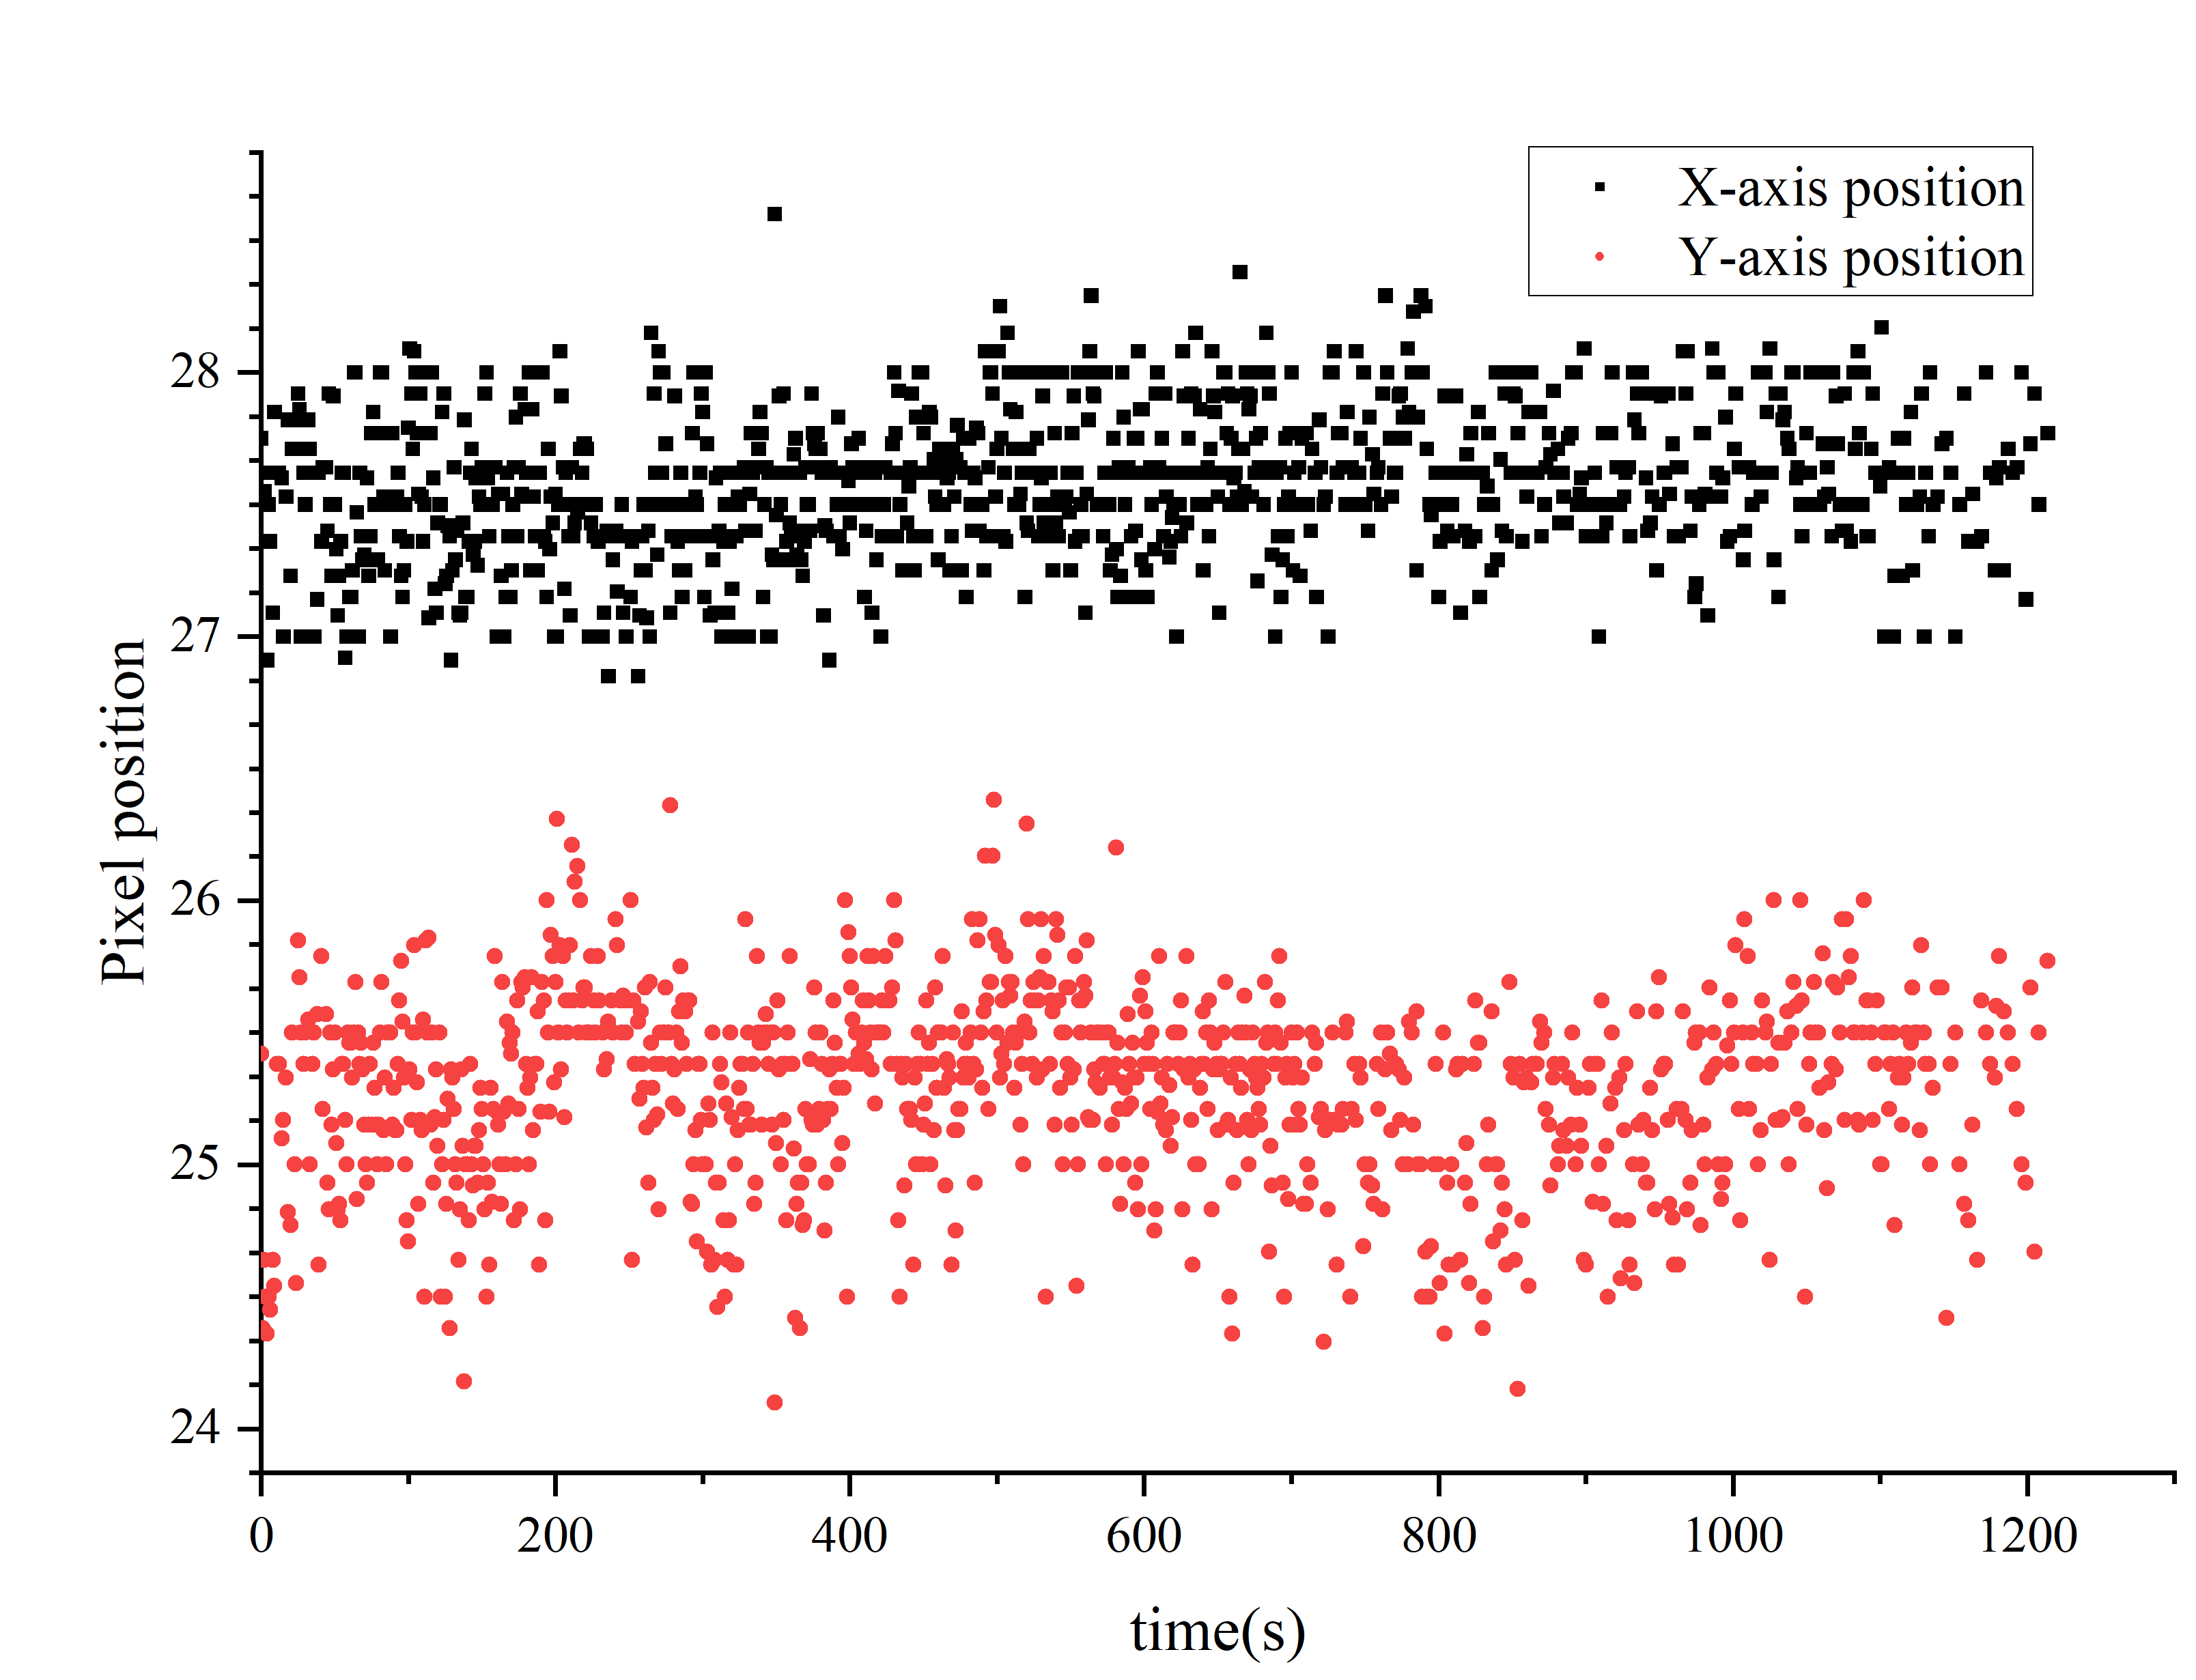 X-axis position
Y-axis position
28
27
26
25
24
Pixel position
0 200 400 600 800 1000 1200
time(s)